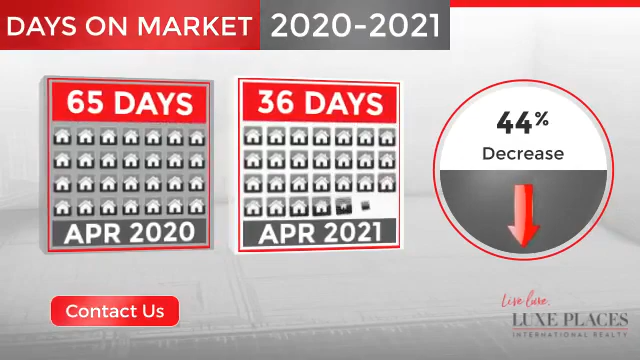 DAYS ON MARKET 2020-2021
65 DAYS
APR 2020
36 DAYS
APR 2021
44%
Decrease
Contact Us
Live luxe.
LUXE PLACES
INTERNATIONAL REALTY